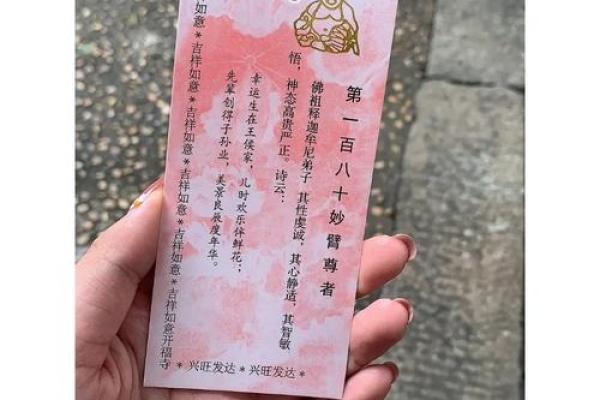 第一百八十妙臂尊者
佛祖释迦牟尼弟子 其性虔诚，其心静适，其智敏
悟，神态高贵严正。诗云：
幸运生在王侯家，儿时欢乐伴鲜花；
先辈创得子孙业，美景良辰度年华。
如意*吉祥如意*吉祥如意*吉祥如意*吉祥如意*吉祥如意开福寺
*兴旺发达*兴旺发达*